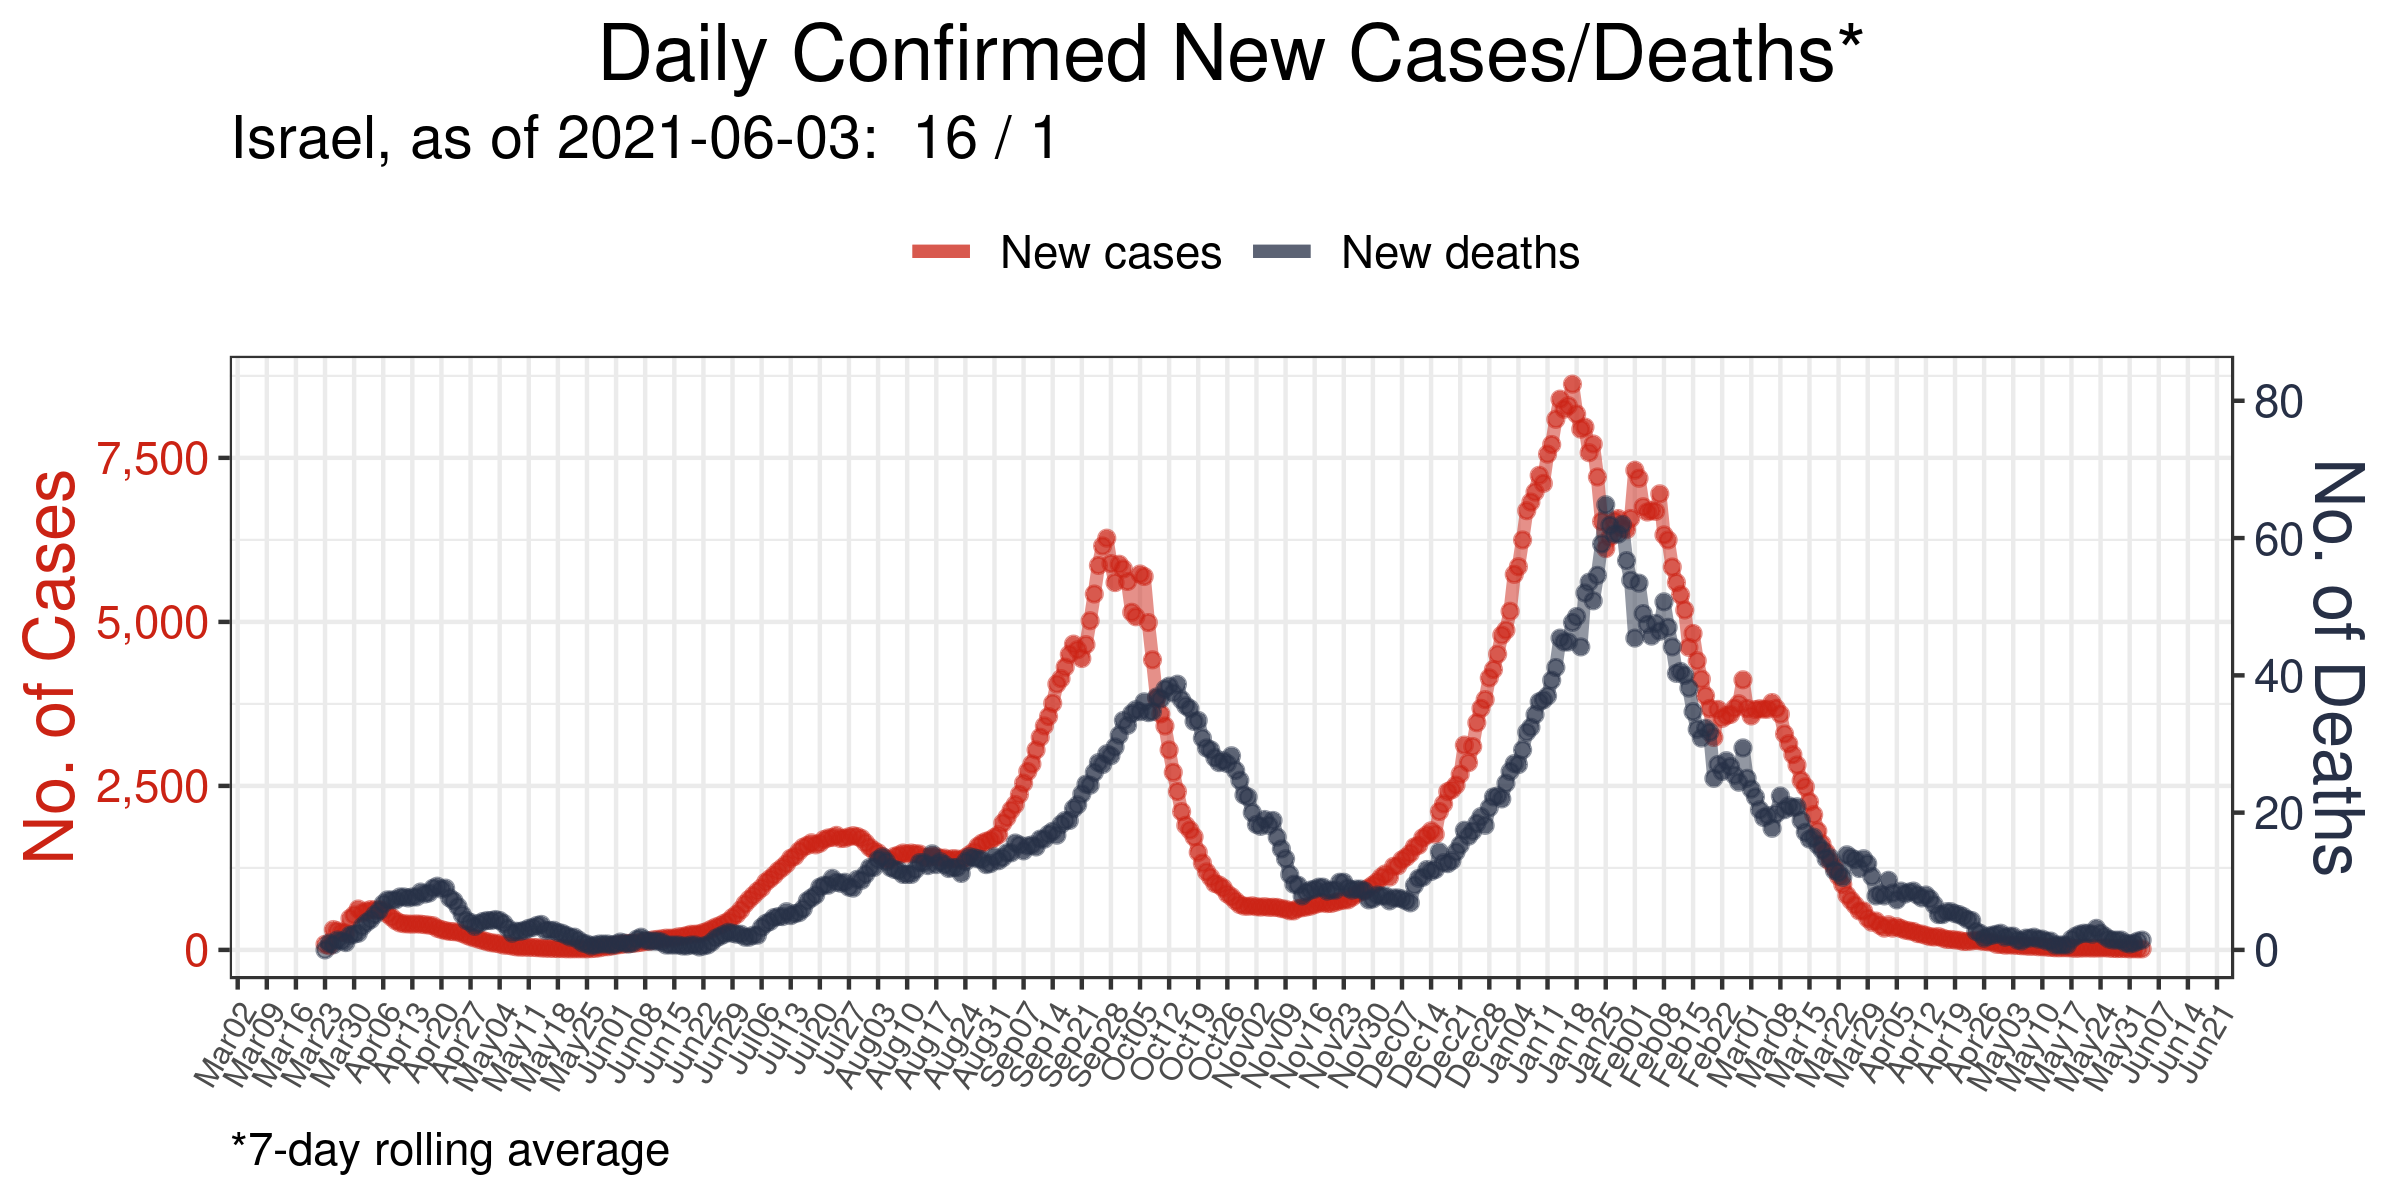 Daily Confirmed New Cases/Deaths*
Israel, as of 2021-06-03:  16 / 1
New cases
New deaths
No. of Cases
7,500
5,000
2,500
0
80
60
40
20
0
No. of Deaths
Mar02
Mar09
Mar16
Mar23
Mar30
Apr06
Apr13
Apr20
Apr27
May04
May11
May18
May25
Jun01
Jun08
Jun15
Jun22
Jun29
Jul06
Jul13
Jul20
Jul27
Aug03
Aug10
Aug17
Aug24
Aug31
Sep07
Sep14
Sep21
Sep28
Oct05
Oct12
Oct19
Oct26
Nov02
Nov09
Nov16
Nov23
Nov30
Dec07
Dec14
Dec21
Dec28
Jan04
Jan11
Jan18
Jan25
Feb01
Feb08
Feb15
Feb22
Mar01
Mar08
Mar15
Mar22
Mar29
Apr05
Apr12
Apr19
Apr26
May03
May10
May17
May24
May31
Jun07
Jun14
Jun21
*7-day rolling average